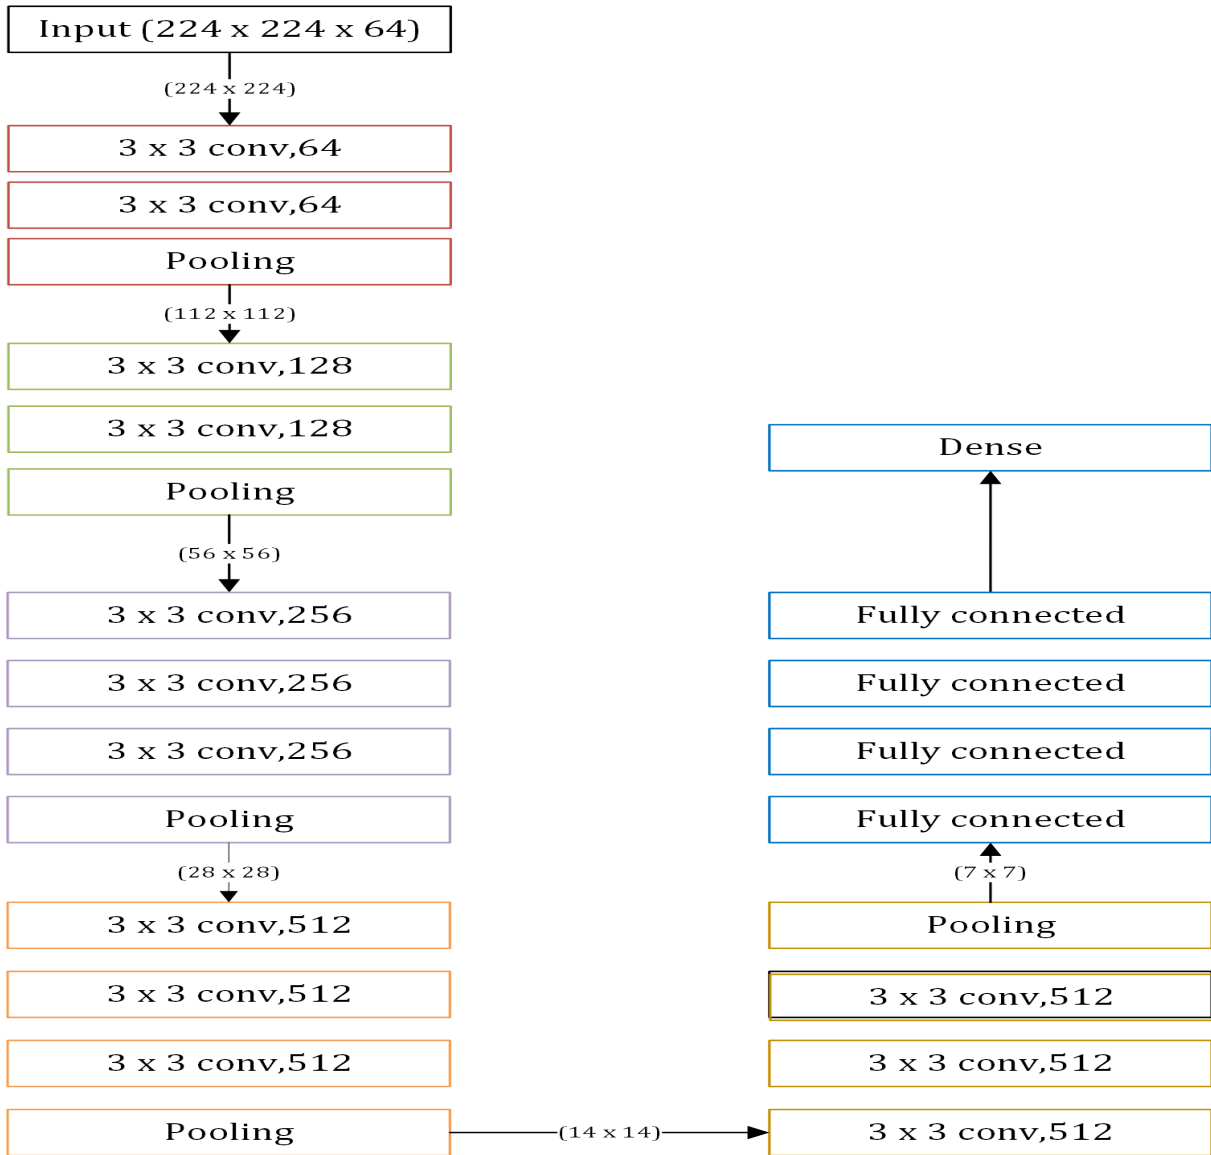 Input (224 x 224 x 64)
(224 x 224)
3 x 3 conv,64
3 x 3 conv,64
Pooling
(112 x 112)
3 x 3 conv,128
3 x 3 conv,128
Pooling
(56 x 56)
3 x 3 conv,256
3 x 3 conv,256
3 x 3 conv,256
Pooling
(28 x 28)
3 x 3 conv,512
3 x 3 conv,512
3 x 3 conv,512
Pooling
(14 x 14)
3 x 3 conv,512
3 x 3 conv,512
3 x 3 conv,512
Pooling
(7 x 7)
Fully connected
Fully connected
Fully connected
Fully connected
Dense